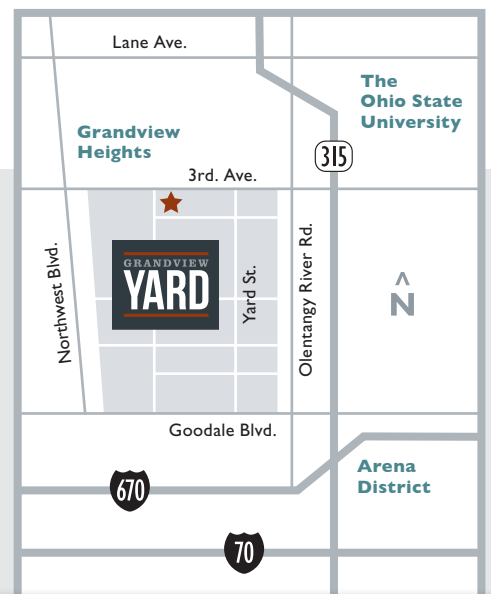 Lane Ave.
The
Ohio State
University
Grandview
Heights
315
3rd. Ave.
GRANDVIEW
YARD
Northwest Blvd.
Yard St.
Olentangy River Rd.
N
Goodale Blvd.
Arena
District
670
70